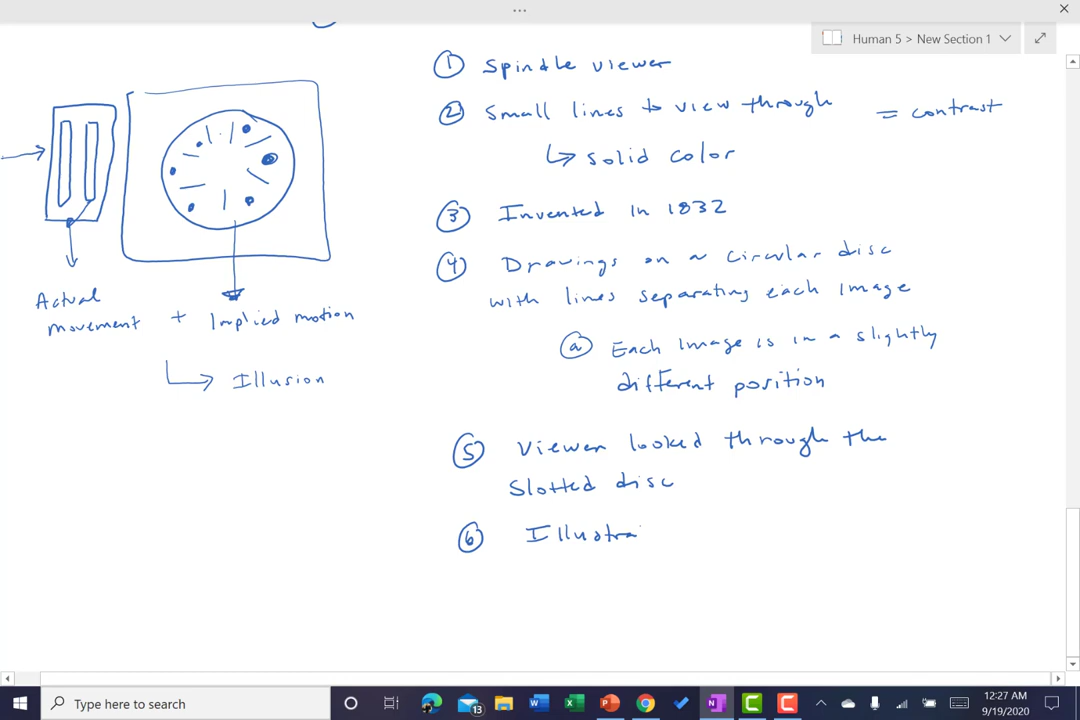 Human 5 > New Section 1
① Spindle viewer
② Small lines to view through = contrast
↳ solid color
③ Invented in 1832
④ Drawings on a circular disc
with lines separating each image
ⓐ Each image is in a slightly
different position
⑤ Viewer looked through the
Slotted disc
⑥ Illustra
Actual
movement + Implied motion
↳ Illusion
Type here to search
13
12:27 AM
9/19/2020